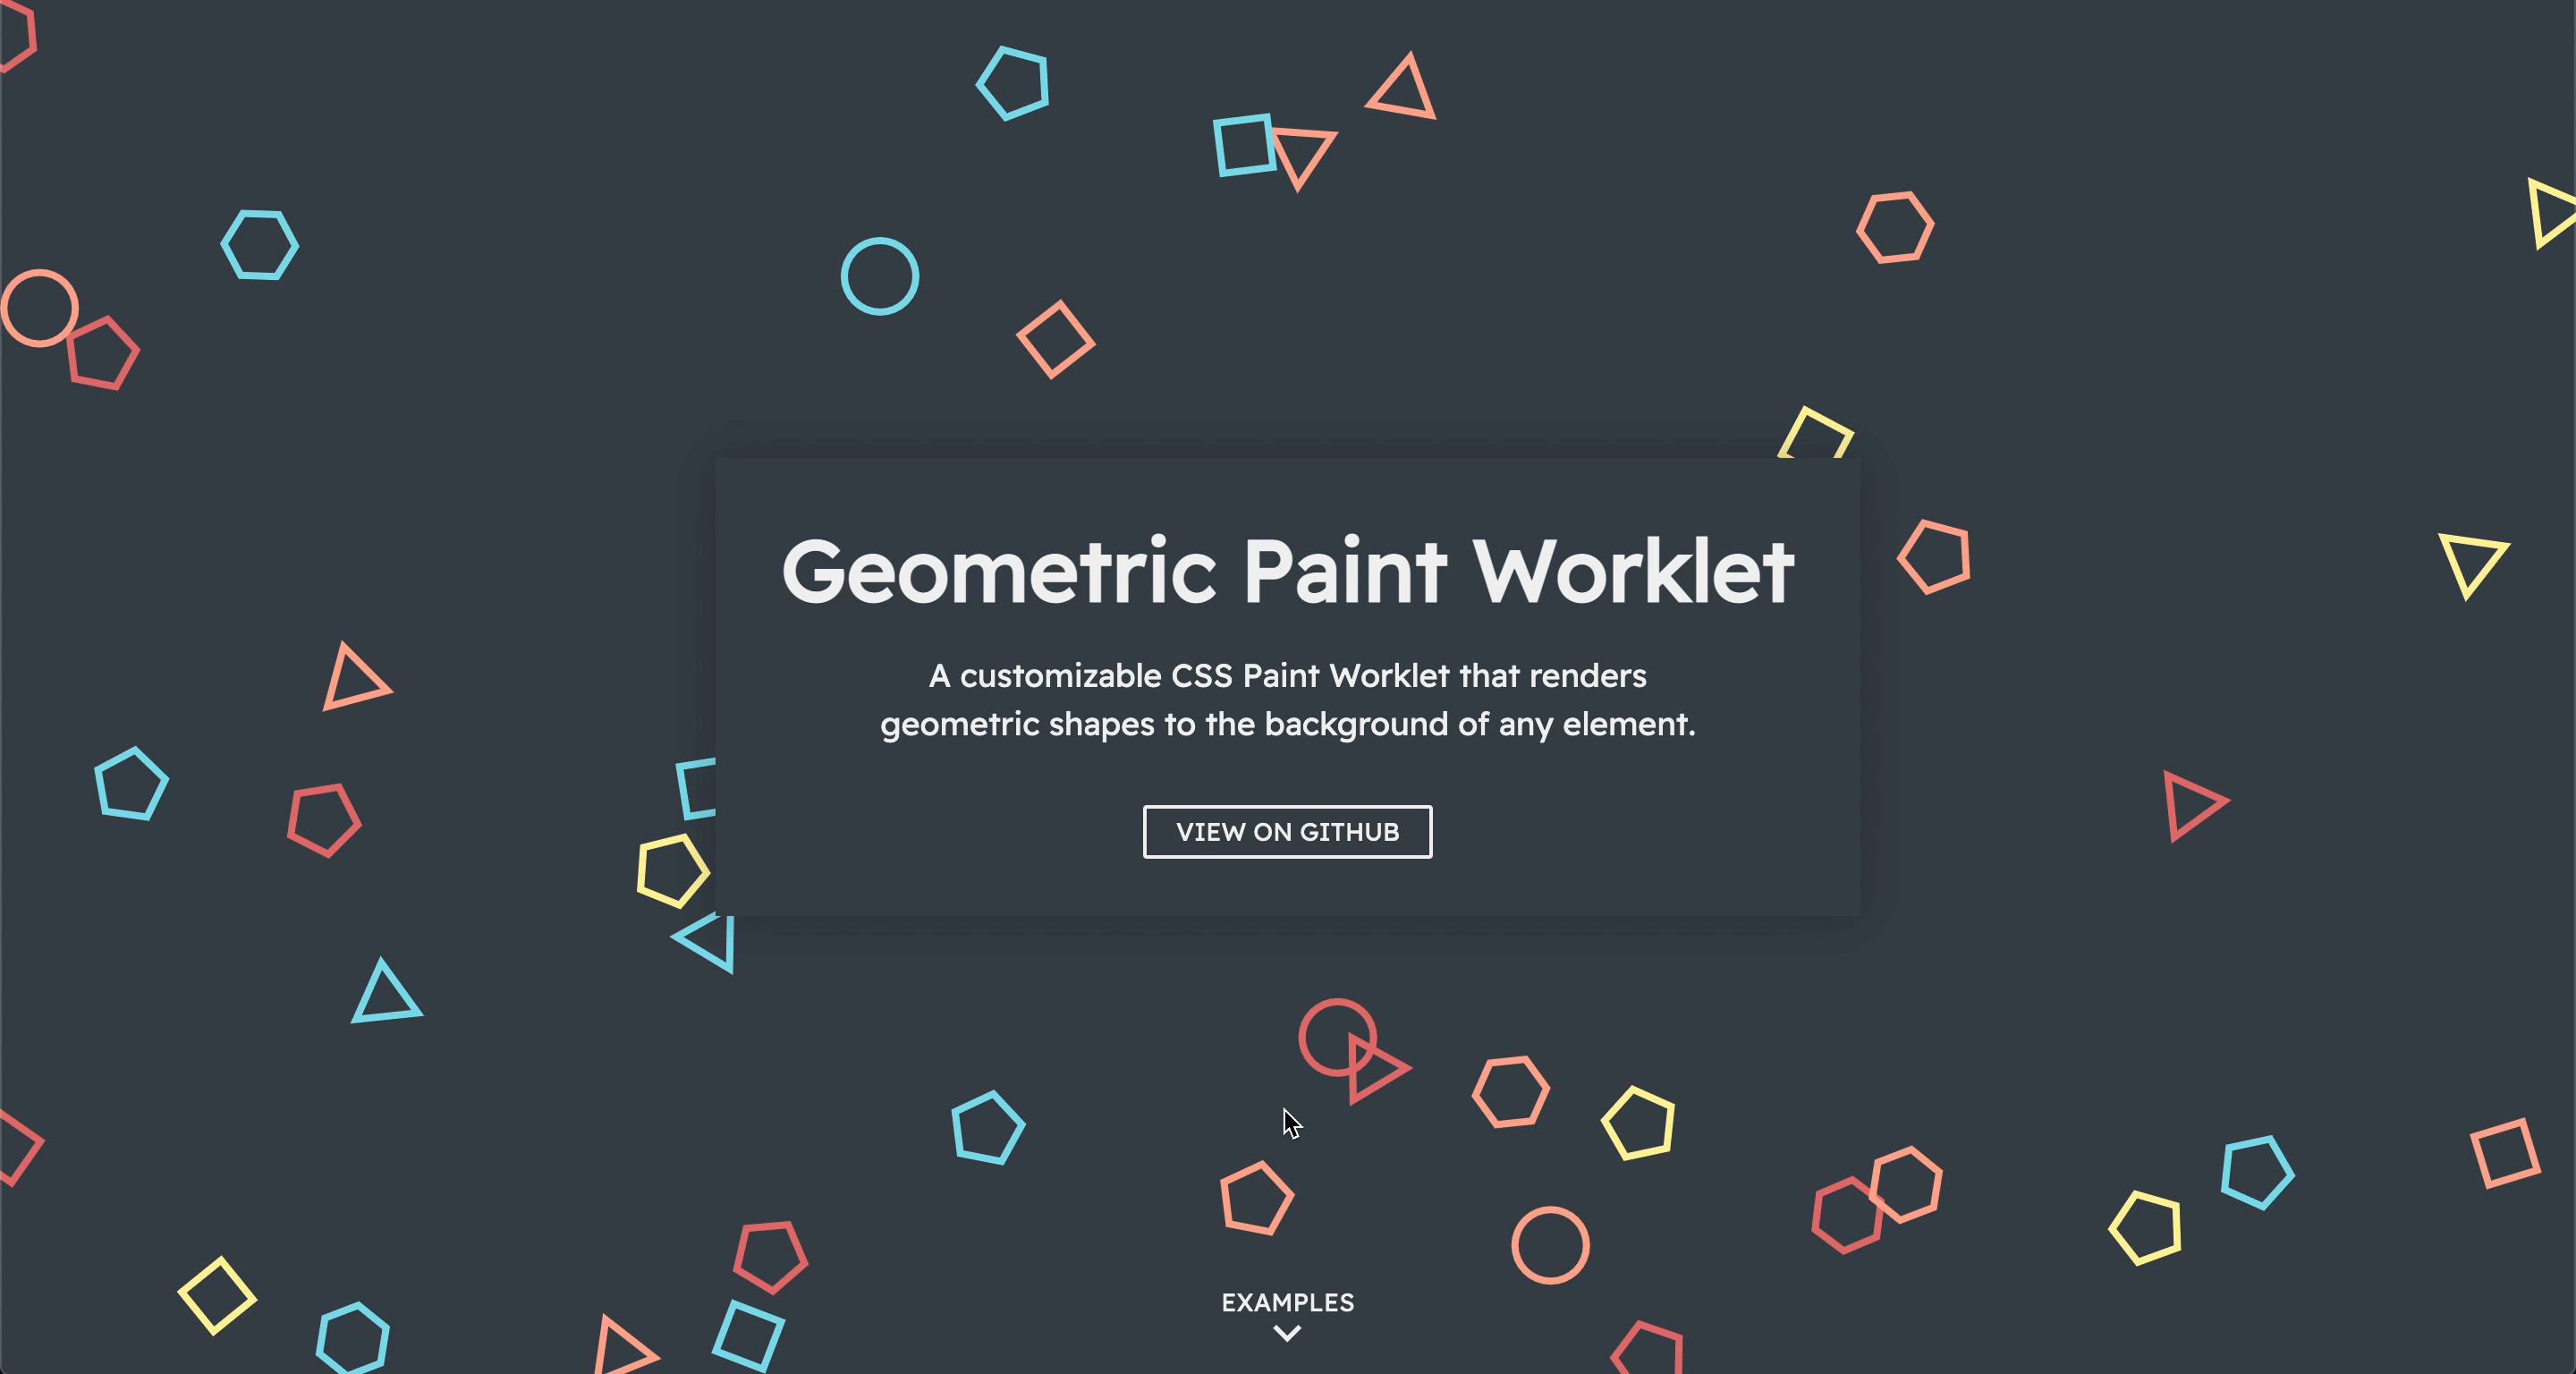 Geometric Paint Worklet
A customizable CSS Paint Worklet that renders
geometric shapes to the background of any element.
VIEW ON GITHUB
EXAMPLES